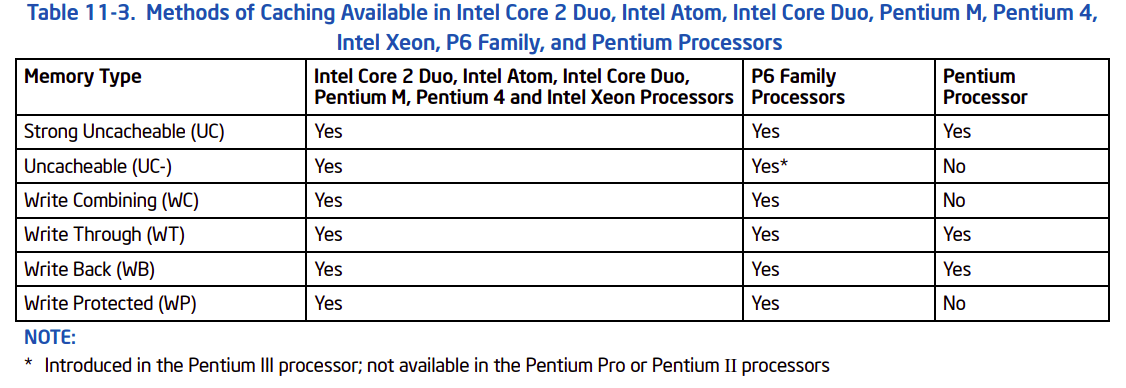 Table 11-3. Methods of Caching Available in Intel Core 2 Duo, Intel Atom, Intel Core Duo, Pentium M, Pentium 4,
Intel Xeon, P6 Family, and Pentium Processors
Memory Type | Intel Core 2 Duo, Intel Atom, Intel Core Duo, Pentium M, Pentium 4 and Intel Xeon Processors | P6 Family Processors | Pentium Processor
Strong Uncacheable (UC) | Yes | Yes | Yes
Uncacheable (UC-) | Yes | Yes* | No
Write Combining (WC) | Yes | Yes | No
Write Through (WT) | Yes | Yes | Yes
Write Back (WB) | Yes | Yes | Yes
Write Protected (WP) | Yes | Yes | No
NOTE:
* Introduced in the Pentium III processor; not available in the Pentium Pro or Pentium II processors